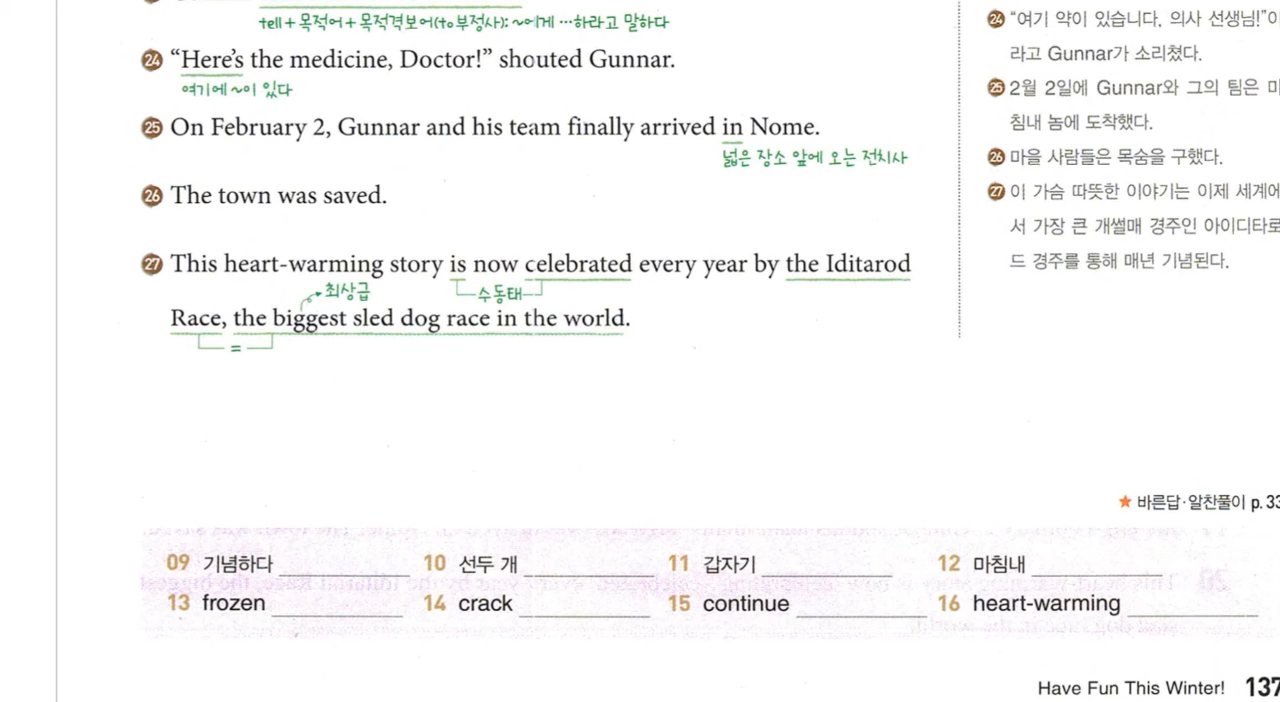 tell+목적어+목적격보어(to부정사): ~에게 …하라고 말하다
24 “Here’s the medicine, Doctor!” shouted Gunnar.
여기에 ~이 있다
25 On February 2, Gunnar and his team finally arrived in Nome.
넓은 장소 앞에 오는 전치사
26 The town was saved.
27 This heart-warming story is now celebrated every year by the Iditarod
최상급
수동태
Race, the biggest sled dog race in the world.
=
24 “여기 약이 있습니다, 의사 선생님!”이
라고 Gunnar가 소리쳤다.
25 2월 2일에 Gunnar와 그의 팀은 마
침내 놈에 도착했다.
26 마을 사람들은 목숨을 구했다.
27 이 가슴 따뜻한 이야기는 이제 세계에
서 가장 큰 개썰매 경주인 아이디타로
드 경주를 통해 매년 기념된다.
★ 바른답·알찬풀이 p. 33
09 기념하다 10 선두 개 11 갑자기 12 마침내
13 frozen 14 crack 15 continue 16 heart-warming
Have Fun This Winter! 137